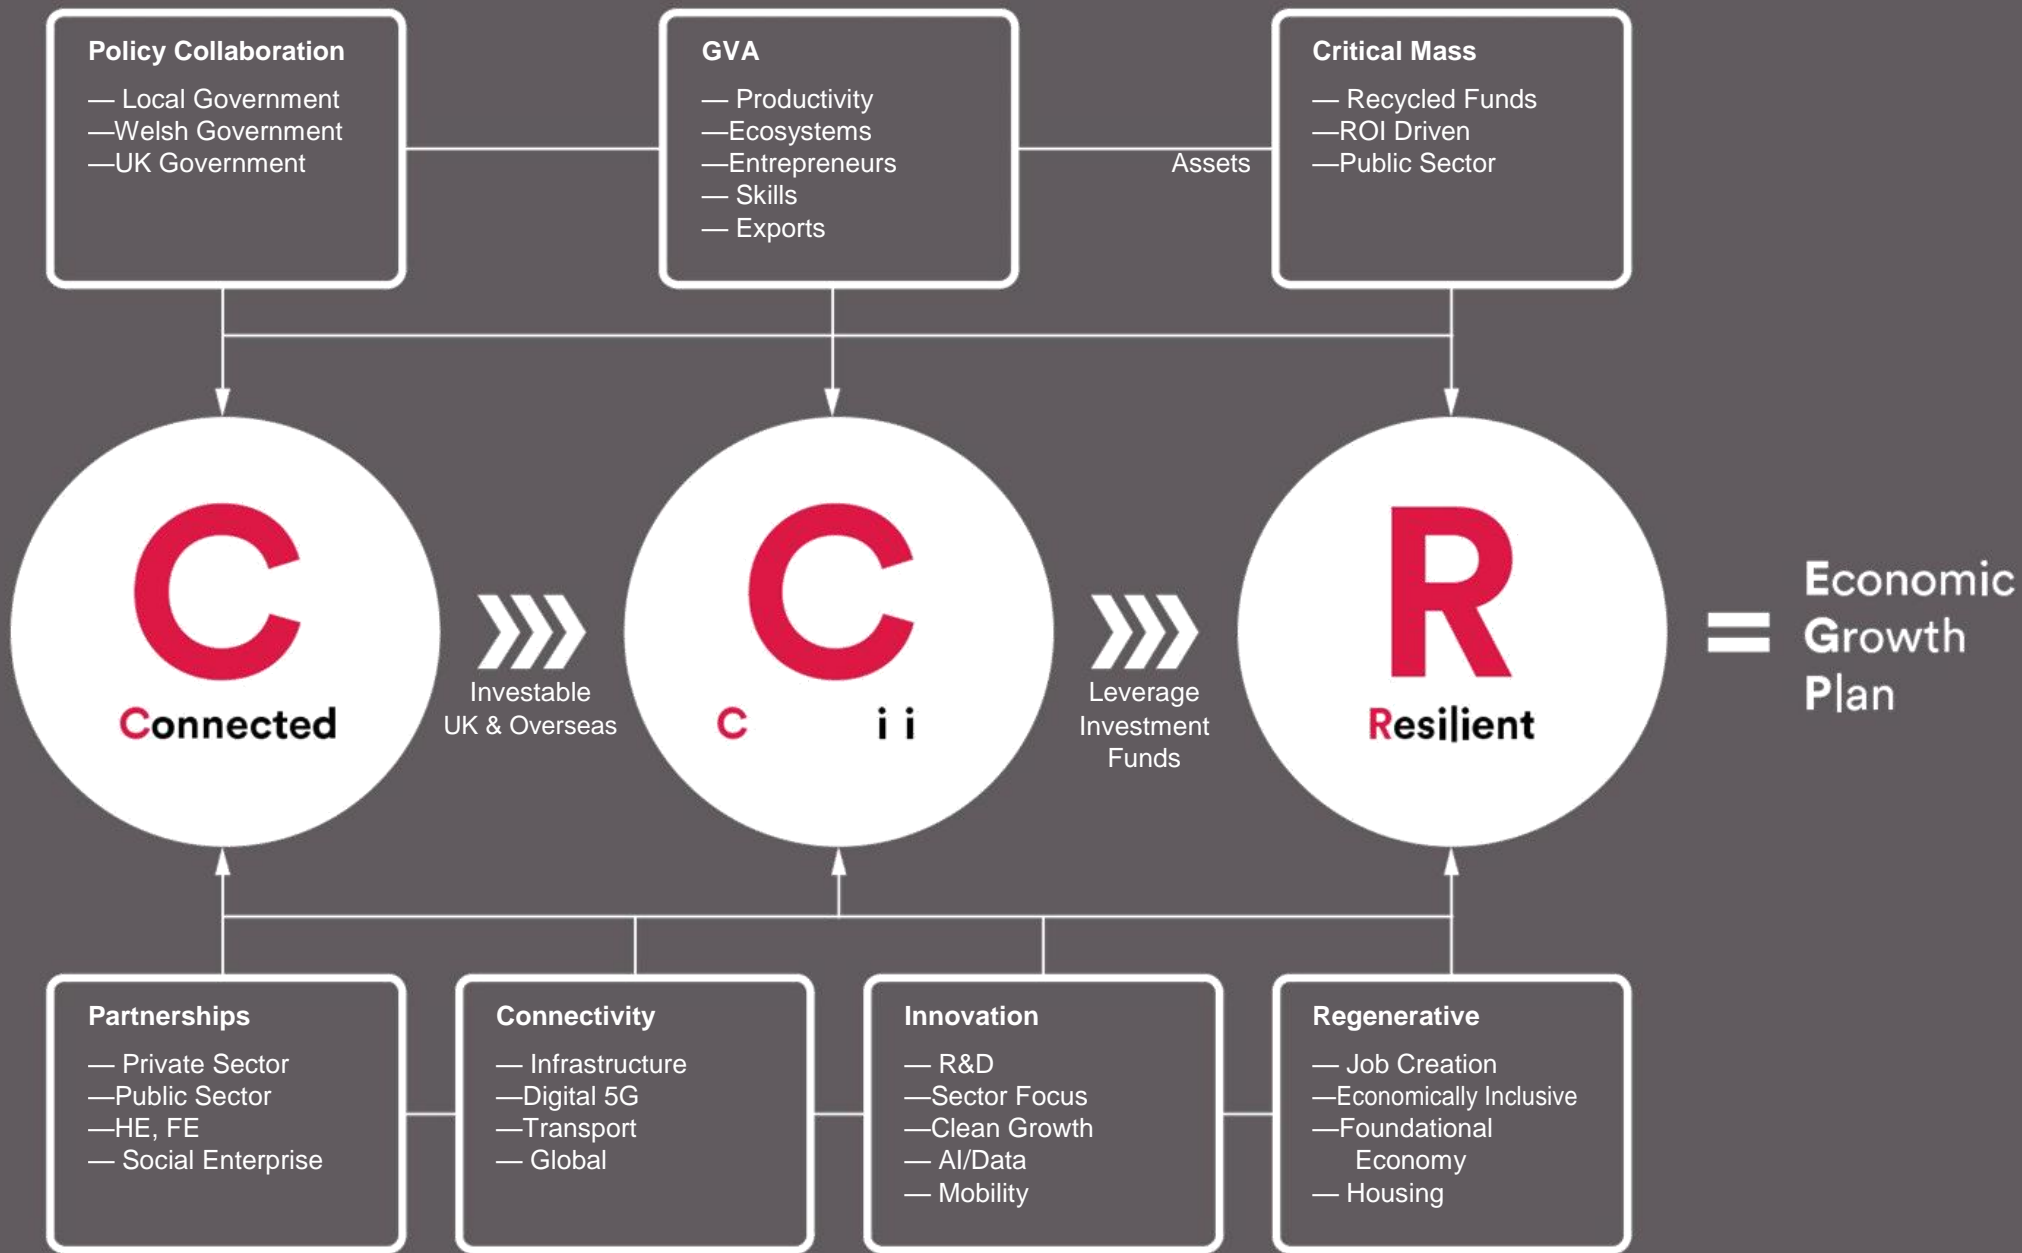 Policy Collaboration
— Local Government
—Welsh Government
—UK Government
GVA
— Productivity
—Ecosystems
—Entrepreneurs
— Skills
— Exports
Assets
Critical Mass
— Recycled Funds
—ROI Driven
—Public Sector
C
Connected
Investable
UK & Overseas
C
C i i
Leverage
Investment
Funds
R
Resilient
=
Economic
Growth
Plan
Partnerships
— Private Sector
—Public Sector
—HE, FE
— Social Enterprise
Connectivity
— Infrastructure
—Digital 5G
—Transport
— Global
Innovation
— R&D
—Sector Focus
—Clean Growth
— AI/Data
— Mobility
Regenerative
— Job Creation
—Economically Inclusive
—Foundational
Economy
— Housing